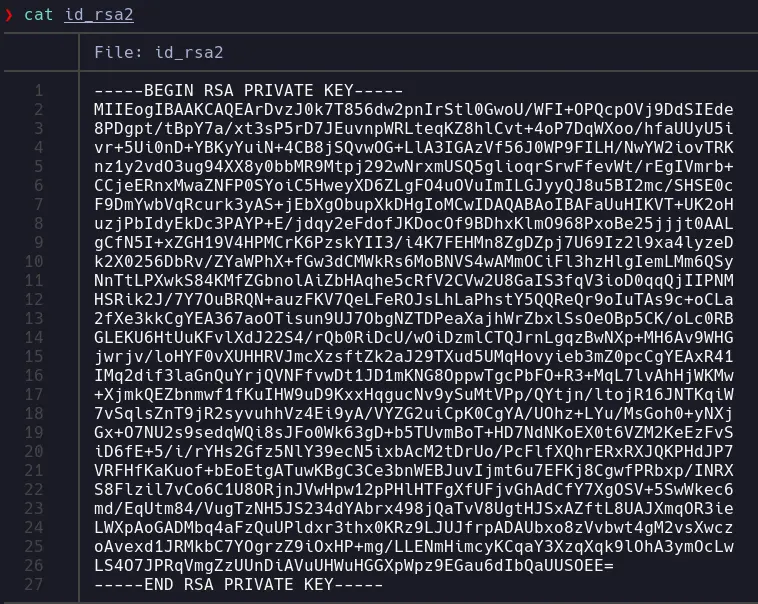 ❯ cat id_rsa2
File: id_rsa2
1 -----BEGIN RSA PRIVATE KEY-----
2 MIIEogIBAAKCAQEArDvzJ0k7T856dw2pnIrStl0GwoU/WFI+OPQcpOVj9DdSIEde
3 8PDgpt/tBpY7a/xt3sP5rD7JEuvnpWRLteqKZ8hlCvt+4oP7DqWXoo/hfaUUyU5i
4 vr+5Ui0nD+YBKyYuiN+4CB8jSQvwOG+LlA3IGAzVf56J0WP9FILH/NwYW2iovTRK
5 nz1y2vdO3ug94XX8y0bbMR9Mtpj292wNrxmUSQ5glioqrSrwFfevWt/rEgIVmrb+
6 CCjeERnxMwaZNFP0SYoiC5HweyXD6ZLgFO4uOVuImILGJyyQJ8u5BI2mc/SHSE0c
7 F9DmYwbVqRcurk3yAS+jEbXgObupXkDHgIoMCwIDAQABAoIBAFaUuHIKVT+UK2oH
8 uzjPbIdyEkDc3PAYP+E/jdqy2eFdofJKDocOf9BDhxKlmO968PxoBe25jjjt0AAL
9 gCfN5I+xZGH19V4HPMCrK6PzskYII3/i4K7FEHMn8ZgDZpj7U69Iz2l9xa4lyzeD
10 k2X0256DbRv/ZYaWPhX+fGw3dCMWkRs6MoBNVS4wAMmOCiFl3hzHlgIemLMm6QSy
11 NnTtLPXwkS84KMfZGbnolAiZbHAqhe5cRfV2CVw2U8GaIS3fqV3ioD0qqQjIIPNM
12 HSRik2J/7Y7OuBRQN+auzFKV7QeLFeROJsLhLaPhstY5QQReQr9oIuTAs9c+oCLa
13 2fXe3kkCgYEA367aoOTisun9UJ7ObgNZTDPeaXajhWrZbxlSsOeOBp5CK/oLc0RB
14 GLEKU6HtUuKFvlXdJ22S4/rQb0RiDcU/wOiDzmlCTQJrnLgqzBwNXp+MH6Av9WHG
15 jwrjv/loHYF0vXUHHRVJmcXzsftZk2aJ29TXud5UMqHovyieb3mZ0pcCgYEAxR41
16 IMq2dif3laGnQuYrjQVNFfvwDt1JD1mKNG8OppwTgcPbFO+R3+MqL7lvAhHjWKMw
17 +XjmkQEZbnmwf1fKuIHW9uD9KxxHqgucNv9ySuMtVPp/QYtjn/ltojR16JNTKqiW
18 7vSqlsZnT9jR2syvuhhVz4Ei9yA/VYZG2uiCpK0CgYA/UOhz+LYu/MsGoh0+yNXj
19 Gx+O7NU2s9sedqWQi8sJFo0Wk63gD+b5TUvmBoT+HD7NdNKoEX0t6VZM2KeEzFvS
20 iD6fE+5/i/rYHs2Gfz5NlY39ecN5ixbAcM2tDrUo/PcFlfXQhrERxRXJQKPHdJP7
21 VRFHfKaKuof+bEoEtgATuwKBgC3Ce3bnWEBJuvIjmt6u7EFKj8CgwfPRbxp/INRX
22 S8Flzil7vCo6C1U8ORjnJVwHpw12pPHlHTFgXfUFjvGhAdCfY7XgOSV+5SwWkec6
23 md/EqUtm84/VugTzNH5JS234dYAbrx498jQaTvV8UgtHJSxAZftL8UAJXmqOR3ie
24 LWXpAoGADMbq4aFzQuUPldxr3thx0KRz9LJUJfrpADAUbxo8zVvbwt4gM2vsXwcz
25 oAvexd1JRMkbC7YOgrzZ9iOxHP+mg/LLENmHimcyKCqaY3XzqXqk9lOhA3ymOcLw
26 LS4O7JPRqVmgZzUUnDiAVuUHWuHGGXpWpz9EGau6dIbQaUUSOEE=
27 -----END RSA PRIVATE KEY-----